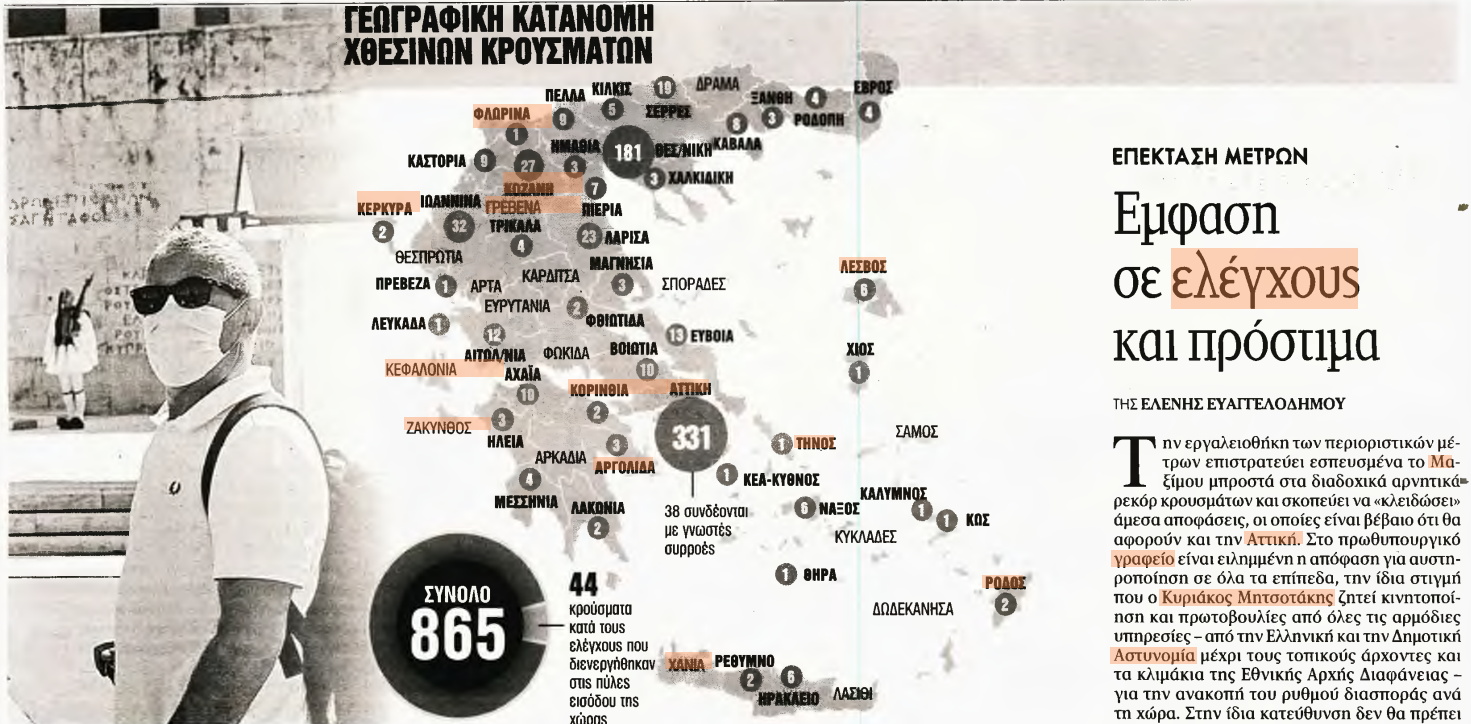 ΓΕΩΓΡΑΦΙΚΗ ΚΑΤΑΝΟΜΗ
ΧΘΕΣΙΝΩΝ ΚΡΟΥΣΜΑΤΩΝ
ΦΛΩΡΙΝΑ
1
ΠΕΛΛΑ
9
ΚΙΛΚΙΣ
5
19
ΣΕΡΡΕΣ
ΔΡΑΜΑ
ΞΑΝΘΗ
3
4
ΡΟΔΟΠΗ
ΕΒΡΟΣ
4
8
ΚΑΒΑΛΑ
ΚΑΣΤΟΡΙΑ 9
27
ΚΟΖΑΝΗ
ΗΜΑΘΙΑ
3
181 ΘΕΣ/ΝΙΚΗ
3 ΧΑΛΚΙΔΙΚΗ
7
ΠΙΕΡΙΑ
ΚΕΡΚΥΡΑ
2
ΙΩΑΝΝΙΝΑ
32
ΓΡΕΒΕΝΑ
ΤΡΙΚΑΛΑ
4
23 ΛΑΡΙΣΑ
ΘΕΣΠΡΩΤΙΑ
ΜΑΓΝΗΣΙΑ
3
ΣΠΟΡΑΔΕΣ
ΛΕΣΒΟΣ
6
ΠΡΕΒΕΖΑ 1
ΑΡΤΑ
ΚΑΡΔΙΤΣΑ
ΕΥΡΥΤΑΝΙΑ
2
ΦΘΙΩΤΙΔΑ
ΛΕΥΚΑΔΑ 1
12
ΑΙΤΩΛ/ΝΙΑ
ΦΩΚΙΔΑ
ΒΟΙΩΤΙΑ
10
13 ΕΥΒΟΙΑ
ΧΙΟΣ
1
ΚΕΦΑΛΟΝΙΑ
ΑΧΑΪΑ
10
ΚΟΡΙΝΘΙΑ
2
ΑΤΤΙΚΗ
331
38 συνδέονται
με γνωστές
συρροές
ΖΑΚΥΝΘΟΣ
3
ΗΛΕΙΑ
ΑΡΚΑΔΙΑ
3
ΑΡΓΟΛΙΔΑ
4
ΜΕΣΣΗΝΙΑ
ΛΑΚΩΝΙΑ
2
1 ΤΗΝΟΣ
ΣΑΜΟΣ
1 ΚΕΑ-ΚΥΘΝΟΣ
6 ΝΑΞΟΣ
ΚΑΛΥΜΝΟΣ
1
1 ΚΩΣ
ΚΥΚΛΑΔΕΣ
1 ΘΗΡΑ
ΡΟΔΟΣ
2
ΔΩΔΕΚΑΝΗΣΑ
ΧΑΝΙΑ
ΡΕΘΥΜΝΟ
2
6
ΗΡΑΚΛΕΙΟ
ΛΑΣΙΘΙ
ΣΥΝΟΛΟ
865
44
κρούσματα
κατά τους
ελέγχους που
διενεργήθηκαν
στις πύλες
εισόδου της
χώρας
ΕΠΕΚΤΑΣΗ ΜΕΤΡΩΝ
Εμφαση
σε ελέγχους
και πρόστιμα
ΤΗΣ ΕΛΕΝΗΣ ΕΥΑΓΓΕΛΟΔΗΜΟΥ
Την εργαλειοθήκη των περιοριστικών μέ-
τρων επιστρατεύει εσπευσμένα το Μα-
ξίμου μπροστά στα διαδοχικά αρνητικά
ρεκόρ κρουσμάτων και σκοπεύει να «κλειδώσει»
άμεσα αποφάσεις, οι οποίες είναι βέβαιο ότι θα
αφορούν και την Αττική. Στο πρωθυπουργικό
γραφείο είναι ειλημμένη η απόφαση για αυστη-
ροποίηση σε όλα τα επίπεδα, την ίδια στιγμή
που ο Κυριάκος Μητσοτάκης ζητεί κινητοποί-
ηση και πρωτοβουλίες από όλες τις αρμόδιες
υπηρεσίες – από την Ελληνική και την Δημοτική
Αστυνομία μέχρι τους τοπικούς άρχοντες και
τα κλιμάκια της Εθνικής Αρχής Διαφάνειας –
για την ανακοπή του ρυθμού διασποράς ανά
τη χώρα. Στην ίδια κατεύθυνση δεν θα πρέπει